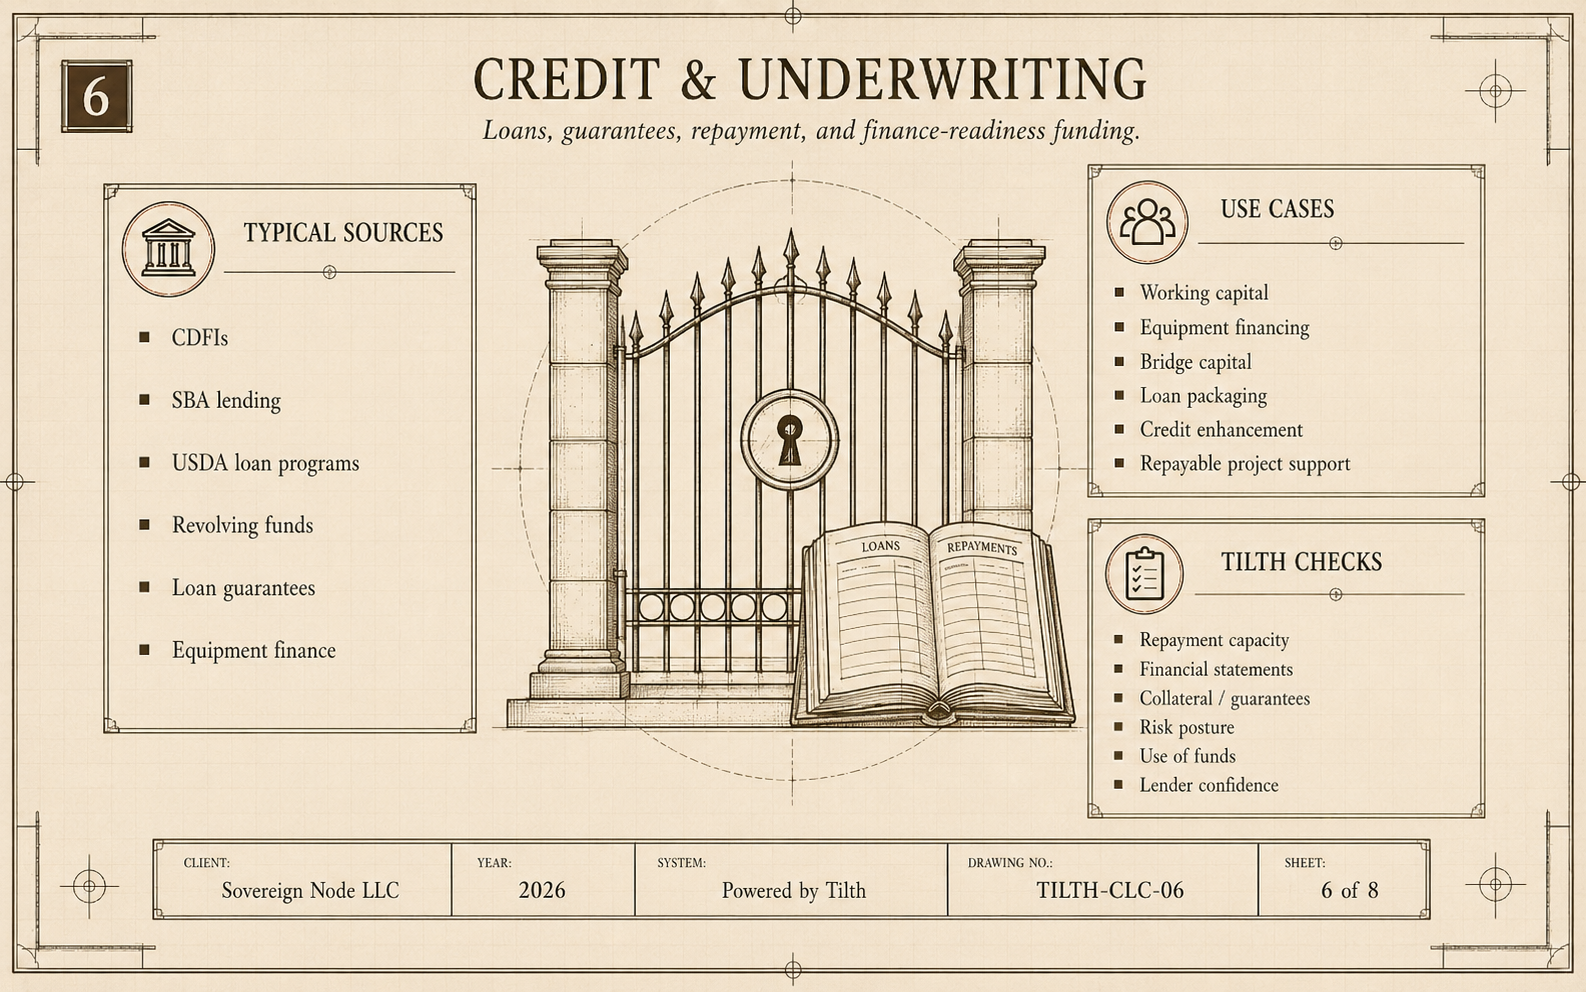 6
CREDIT & UNDERWRITING
Loans, guarantees, repayment, and finance-readiness funding.
TYPICAL SOURCES
CDFIs
SBA lending
USDA loan programs
Revolving funds
Loan guarantees
Equipment finance
LOANS
REPAYMENTS
USE CASES
Working capital
Equipment financing
Bridge capital
Loan packaging
Credit enhancement
Repayable project support
TILTH CHECKS
Repayment capacity
Financial statements
Collateral / guarantees
Risk posture
Use of funds
Lender confidence
CLIENT:
Sovereign Node LLC
YEAR:
2026
SYSTEM:
Powered by Tilth
DRAWING NO.:
TILTH-CLC-06
SHEET:
6 of 8